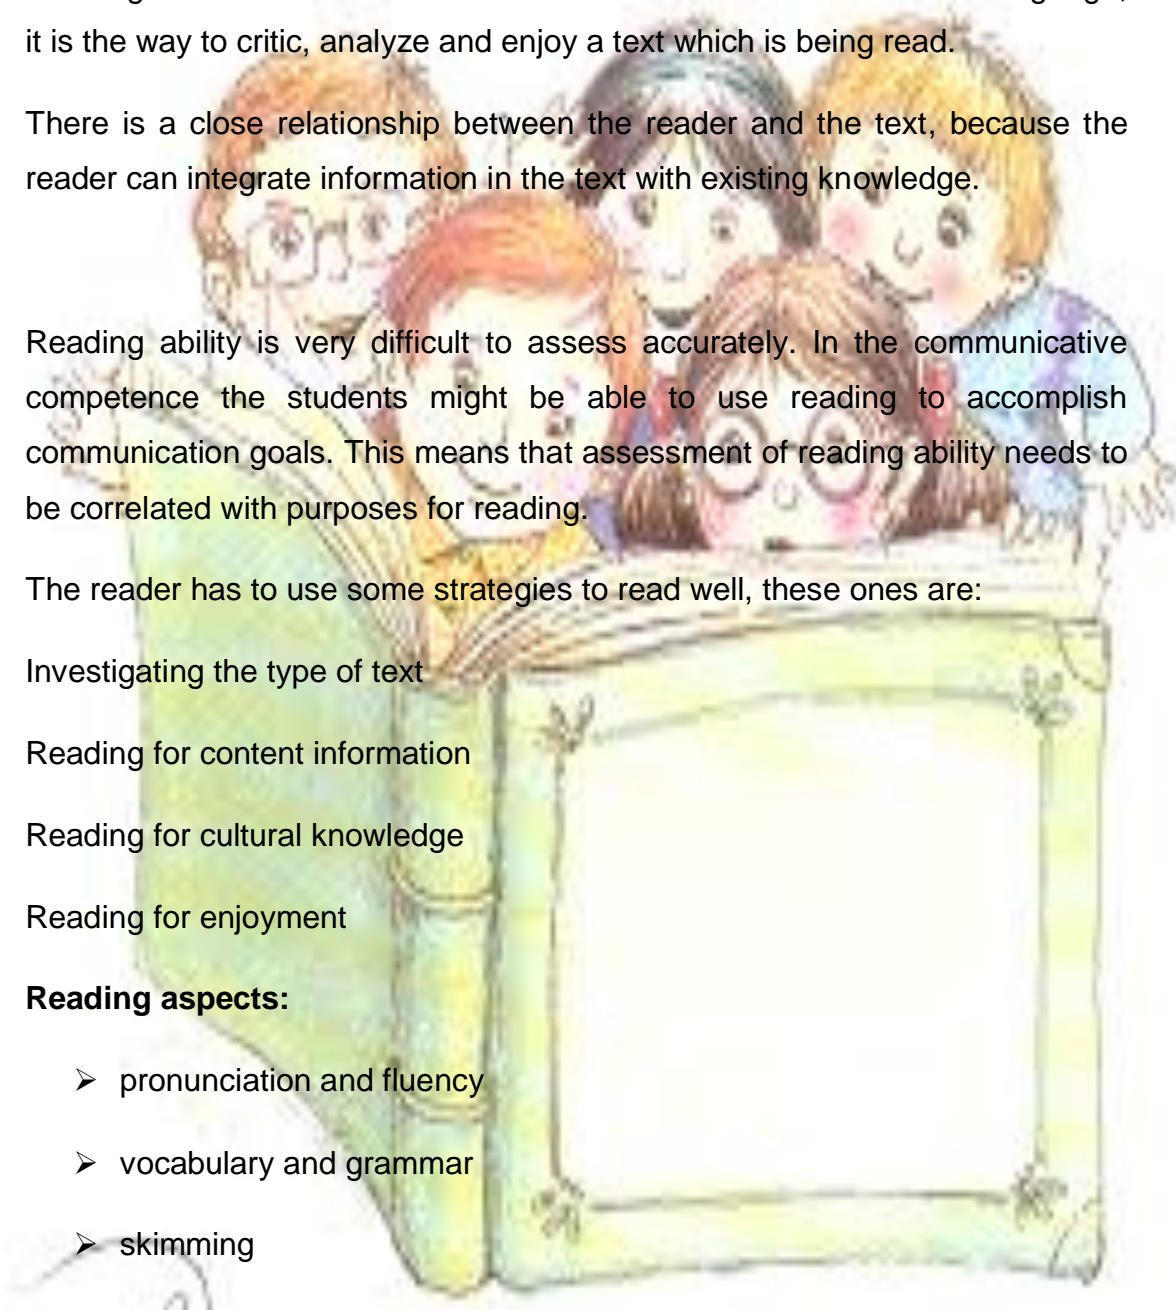 it is the way to critic, analyze and enjoy a text which is being read.
There is a close relationship between the reader and the text, because the
reader can integrate information in the text with existing knowledge.
Reading ability is very difficult to assess accurately. In the communicative
competence the students might be able to use reading to accomplish
communication goals. This means that assessment of reading ability needs to
be correlated with purposes for reading.
The reader has to use some strategies to read well, these ones are:
Investigating the type of text
Reading for content information
Reading for cultural knowledge
Reading for enjoyment
Reading aspects:
➢ pronunciation and fluency
➢ vocabulary and grammar
➢ skimming